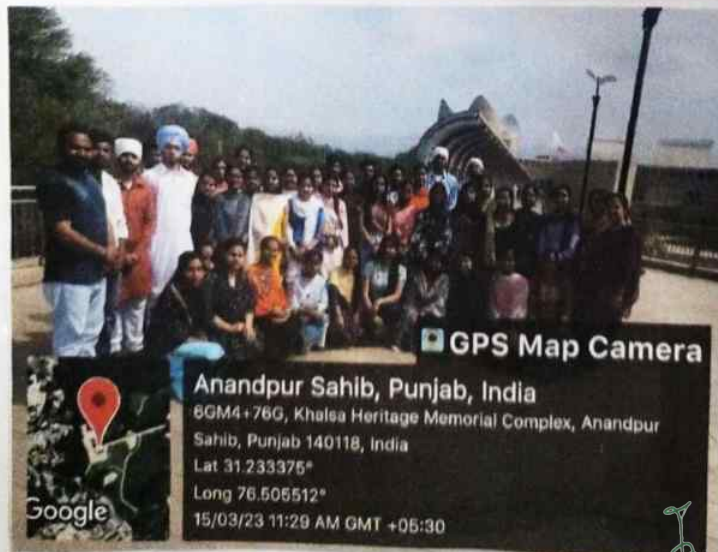 GPS Map Camera
Anandpur Sahib, Punjab, India
6GM4+76G, Khalsa Heritage Memorial Complex, Anandpur
Sahib, Punjab 140118, India
Lat 31.233375°
Long 76.505512°
15/03/23 11:29 AM GMT +05:30
Google